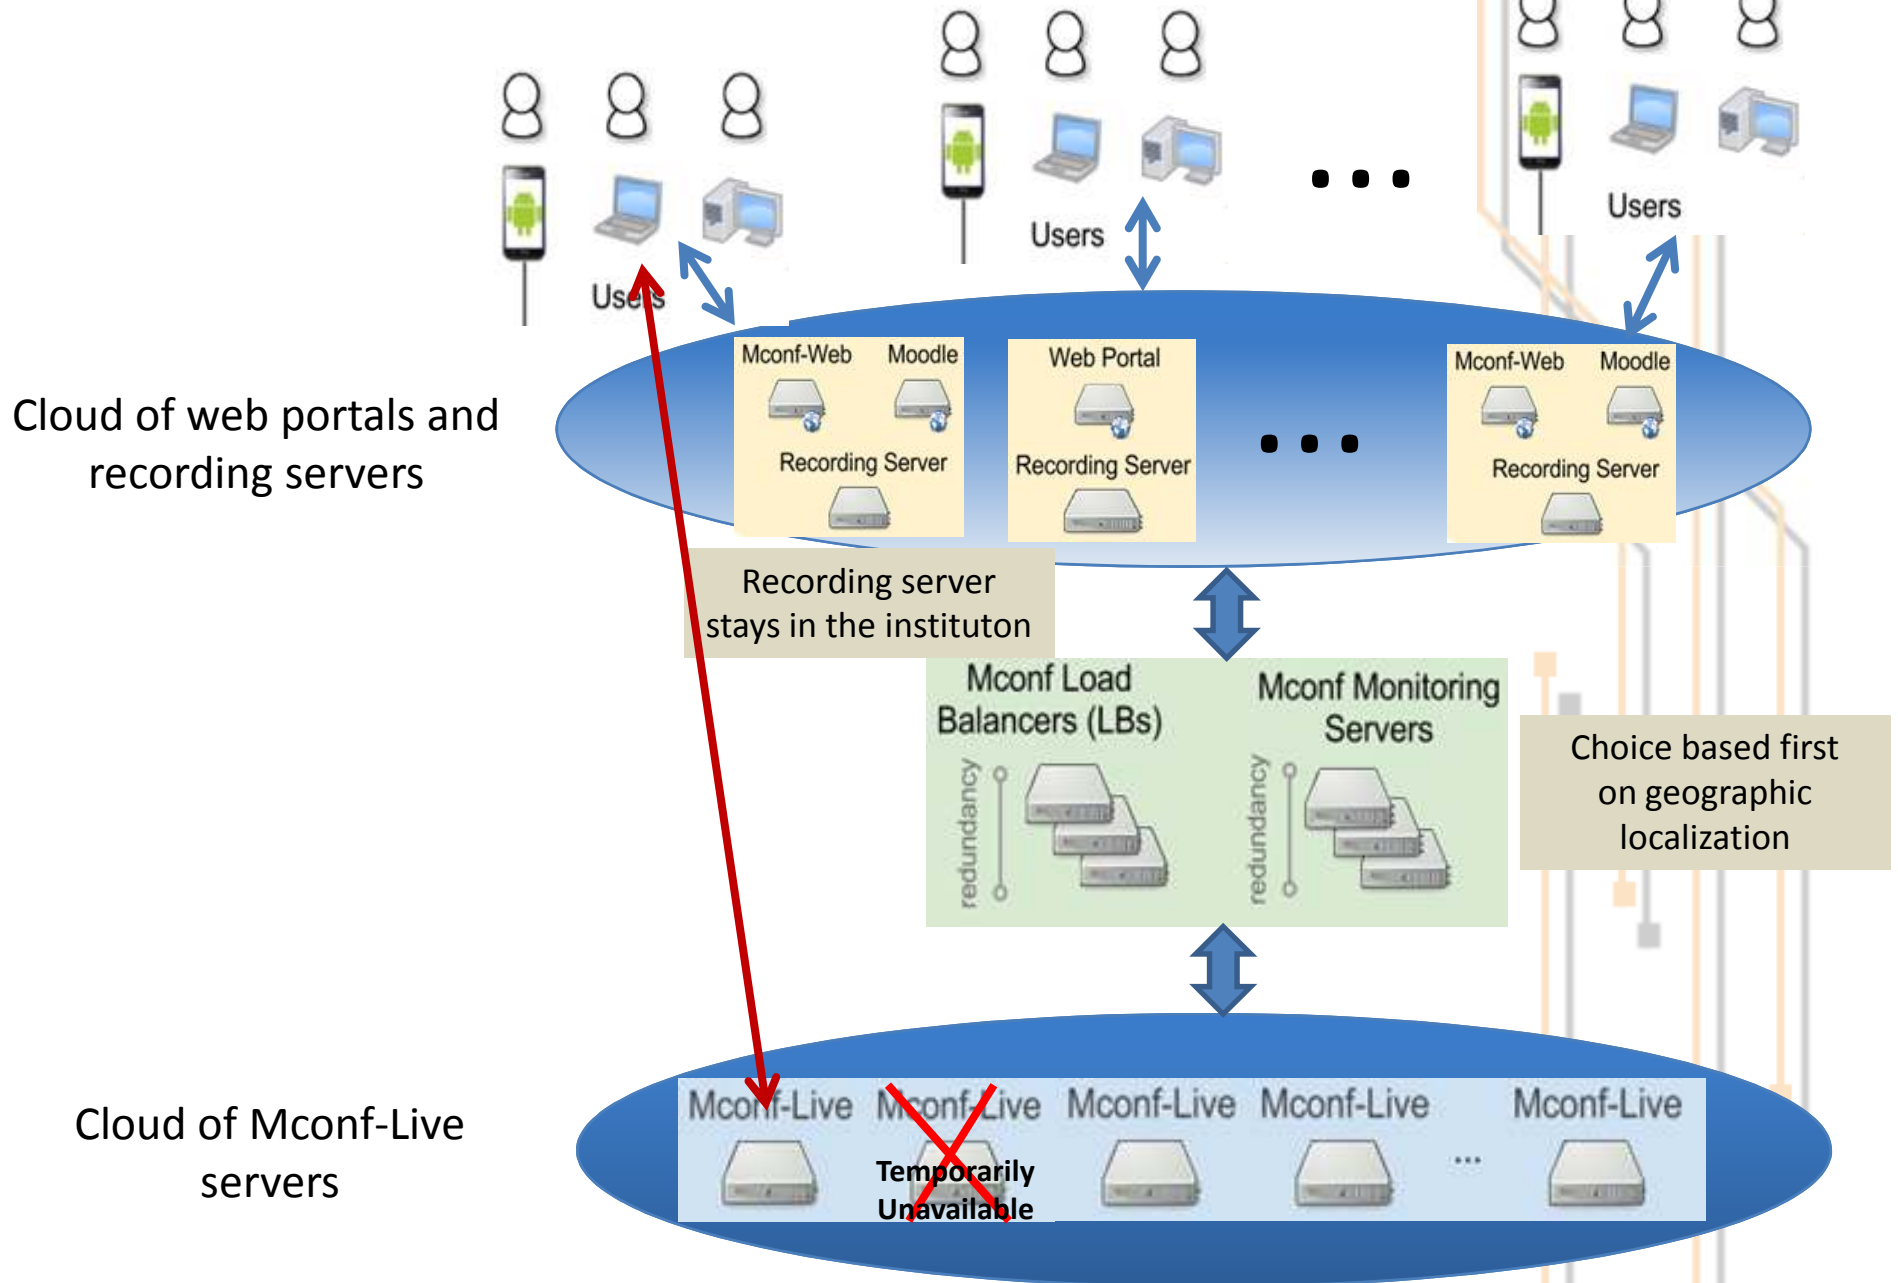 Users
Users
Users
Cloud of web portals and
recording servers
Mconf-Web Moodle
Recording Server
Web Portal
Recording Server
Mconf-Web Moodle
Recording Server
Recording server
stays in the instituton
Mconf Load
Balancers (LBs)
redundancy
Mconf Monitoring
Servers
redundancy
Choice based first
on geographic
localization
Cloud of Mconf-Live
servers
Mconf-Live Mconf-Live Mconf-Live Mconf-Live ... Mconf-Live
Temporarily
Unavailable